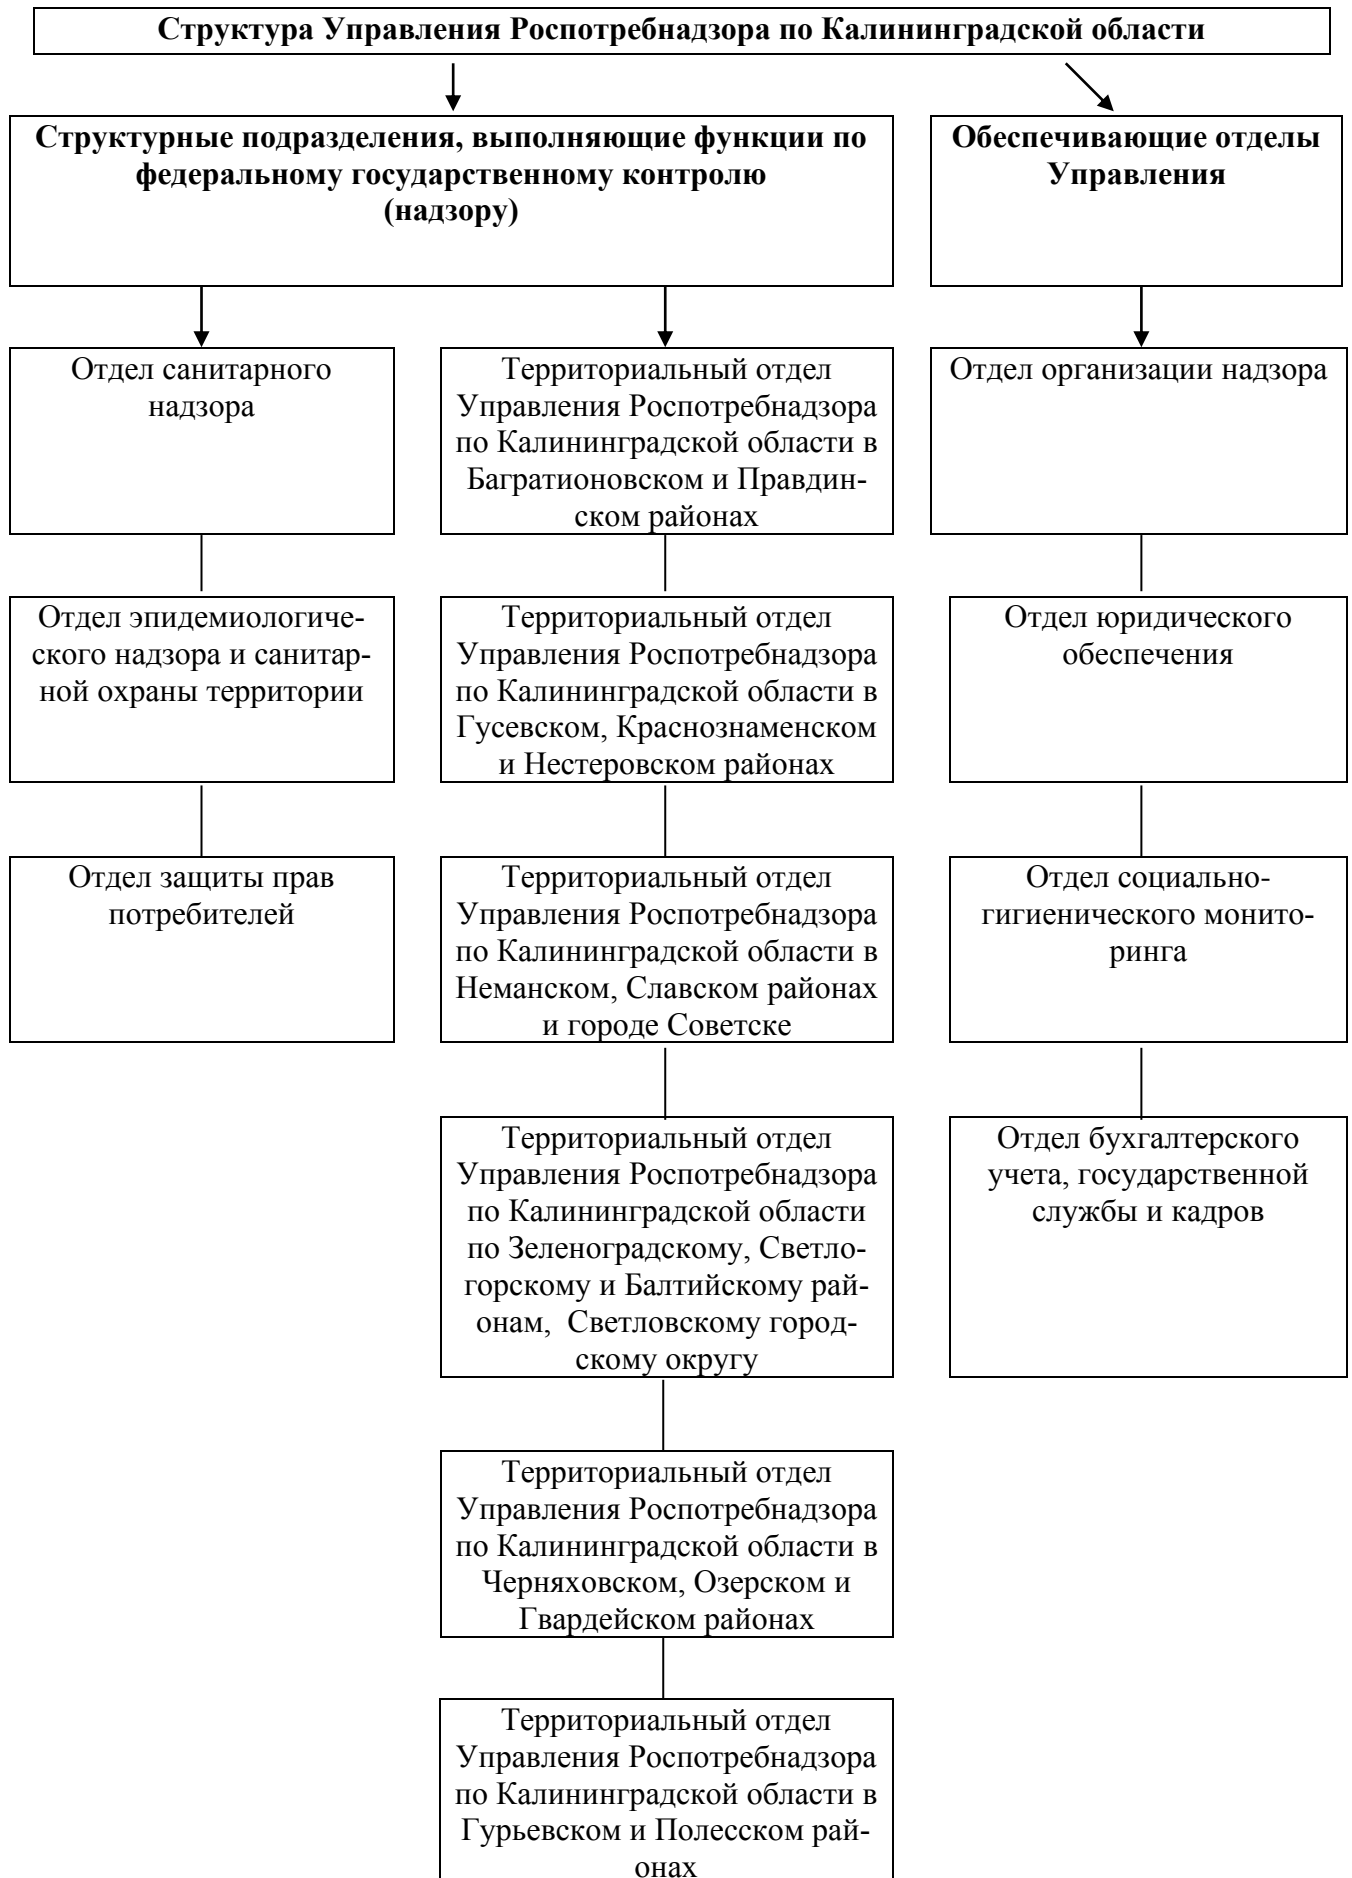 Структура Управления Роспотребнадзора по Калининградской области
Структурные подразделения, выполняющие функции по
федеральному государственному контролю
(надзору)
Обеспечивающие отделы
Управления
Отдел санитарного
надзора
Территориальный отдел
Управления Роспотребнадзора
по Калининградской области в
Багратионовском и Правдин-
ском районах
Отдел организации надзора
Отдел эпидемиологиче-
ского надзора и санитар-
ной охраны территории
Территориальный отдел
Управления Роспотребнадзора
по Калининградской области в
Гусевском, Краснознаменском
и Нестеровском районах
Отдел юридического
обеспечения
Отдел защиты прав
потребителей
Территориальный отдел
Управления Роспотребнадзора
по Калининградской области в
Неманском, Славском районах
и городе Советске
Отдел социально-
гигиенического монито-
ринга
Территориальный отдел
Управления Роспотребнадзора
по Калининградской области
по Зеленоградскому, Светло-
горскому и Балтийскому рай-
онам,  Светловскому город-
скому округу
Отдел бухгалтерского
учета, государственной
службы и кадров
Территориальный отдел
Управления Роспотребнадзора
по Калининградской области в
Черняховском, Озерском и
Гвардейском районах
Территориальный отдел
Управления Роспотребнадзора
по Калининградской области в
Гурьевском и Полесском рай-
онах